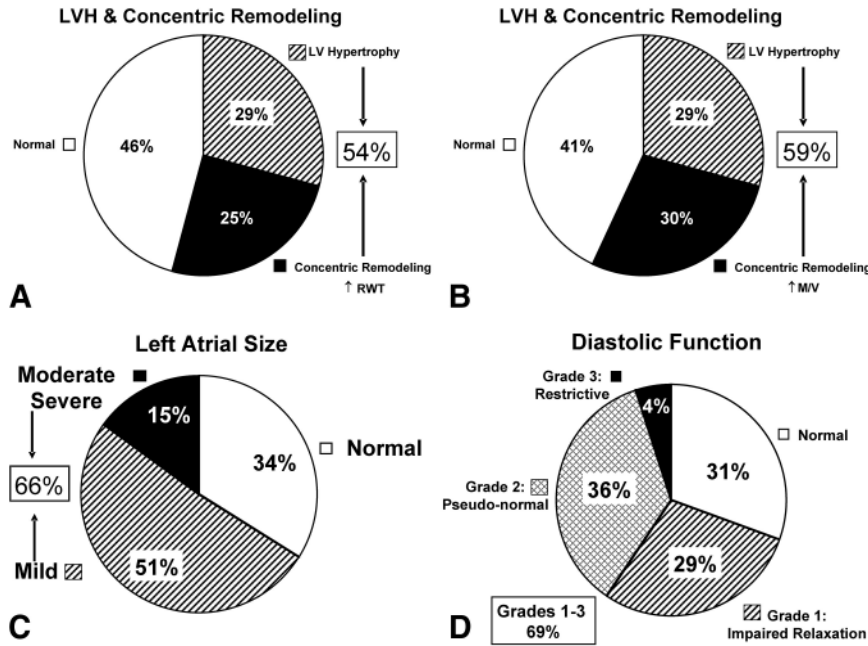 LVH & Concentric Remodeling
LV Hypertrophy
Normal
46%
29%
54%
25%
Concentric Remodeling
↑ RWT
A
LVH & Concentric Remodeling
LV Hypertrophy
Normal
41%
29%
59%
30%
Concentric Remodeling
↑ M/V
B
Left Atrial Size
Moderate
Severe
15%
34%
Normal
66%
Mild
51%
C
Diastolic Function
Grade 3:
Restrictive
4%
Normal
31%
Grade 2:
Pseudo-normal
36%
29%
Grades 1-3
69%
Grade 1:
Impaired Relaxation
D